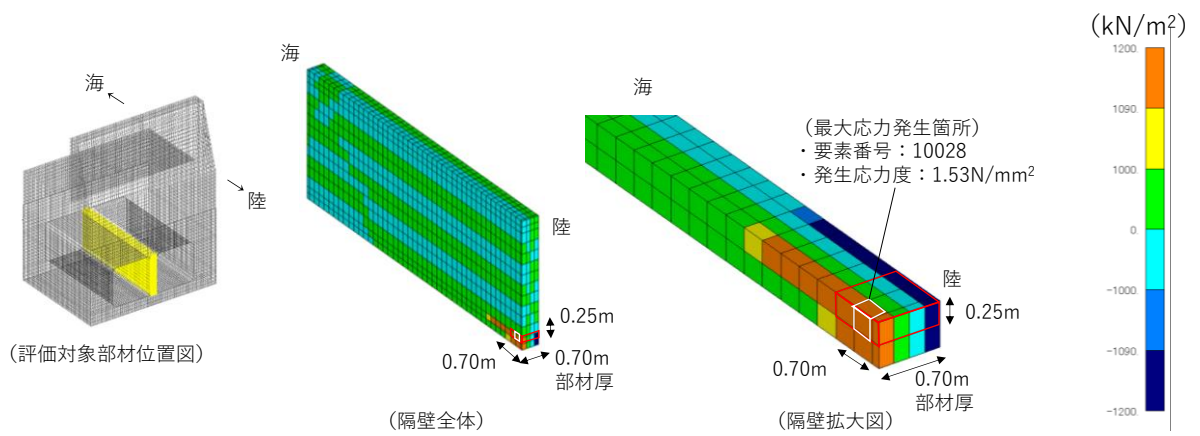 海
陸
(評価対象部材位置図)
海
陸
0.25m
0.70m
0.70m
部材厚
(隔壁全体)
海
(最大応力発生箇所)
・要素番号:10028
・発生応力度:1.53N/mm²
陸
0.25m
0.70m
0.70m
部材厚
(隔壁拡大図)
(kN/m²)
1200.
1090.
1000.
0.
-1000.
-1090.
-1200.